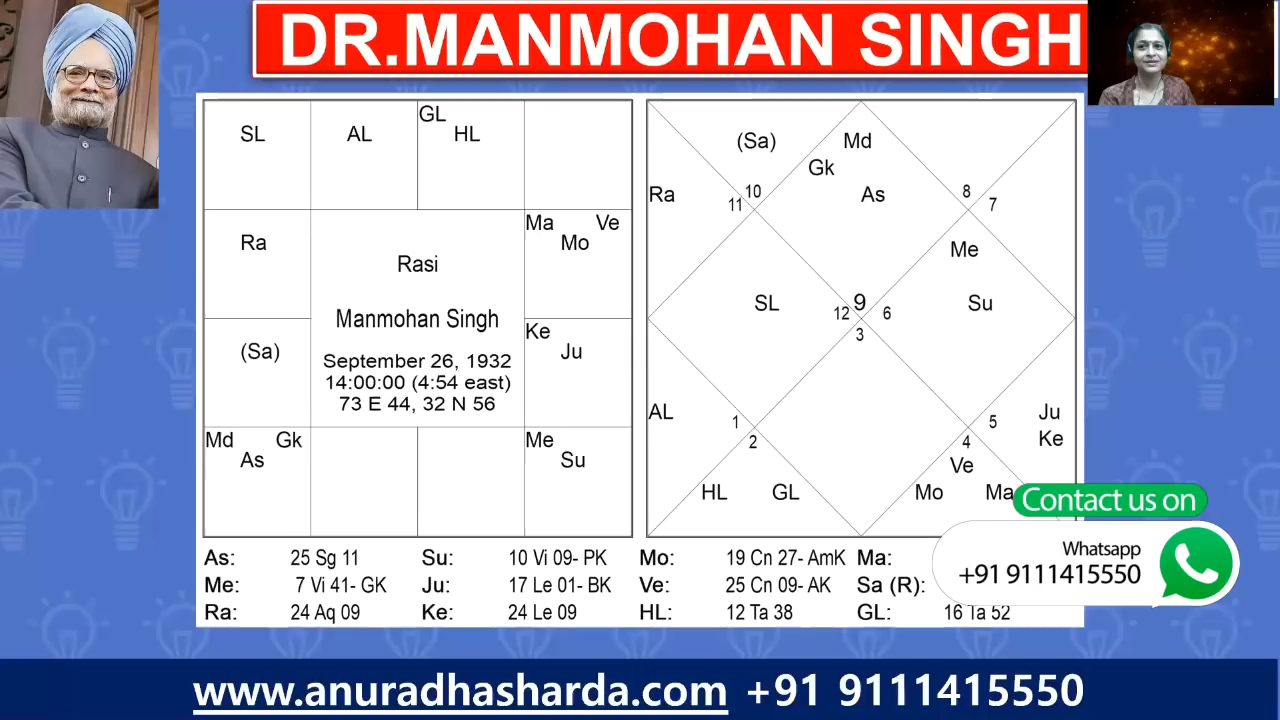 DR.MANMOHAN SINGH
SL AL GL HL
Ra Ma Ve Mo
Rasi
Manmohan Singh
September 26, 1932
14:00:00 (4:54 east)
73 E 44, 32 N 56
(Sa) Ke Ju
Md Gk As Me Su
(Sa) Md
Gk
Ra 10 As 8
11 7
Me
SL 9 Su
12 6
3
AL 1 5 Ju
2 4 Ke
Ve
HL GL Mo Ma
As: 25 Sg 11 Su: 10 Vi 09- PK Mo: 19 Cn 27- AmK Ma:
Me: 7 Vi 41- GK Ju: 17 Le 01- BK Ve: 25 Cn 09- AK Sa (R):
Ra: 24 Aq 09 Ke: 24 Le 09 HL: 12 Ta 38 GL: 16 Ta 52
Contact us on
Whatsapp
+91 9111415550
www.anuradhasharda.com +91 9111415550